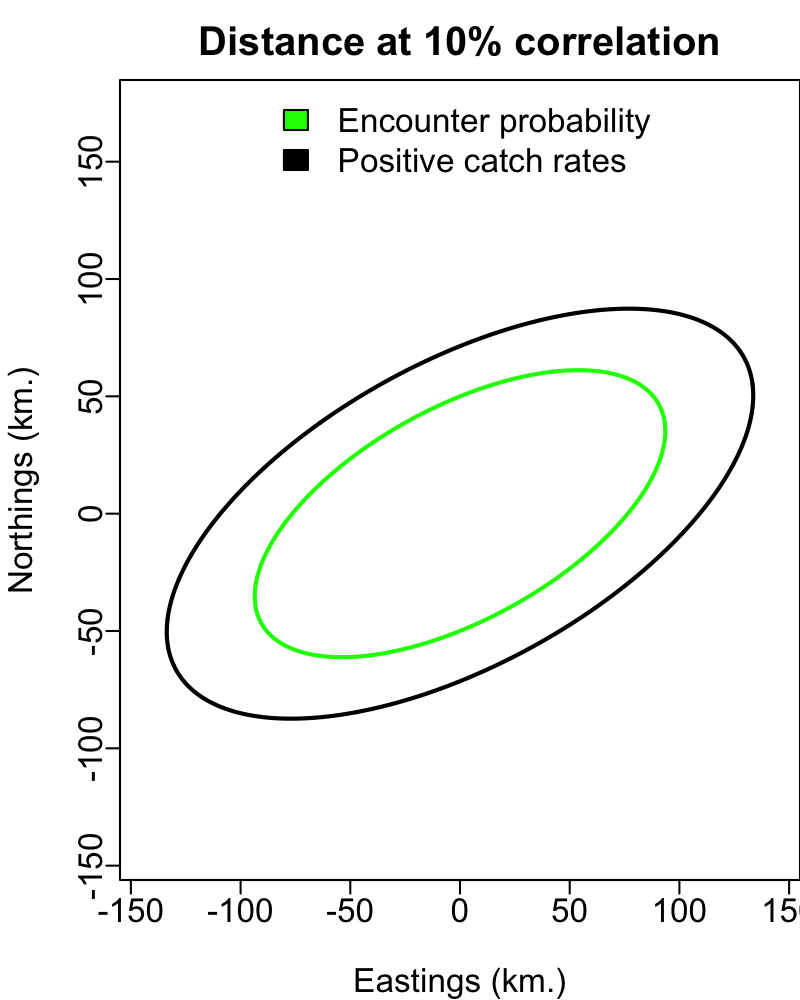 Distance at 10% correlation
Encounter probability
Positive catch rates
150
100
50
0
-50
-100
-150
Northings (km.)
-150 -100 -50 0 50 100 15
Eastings (km.)